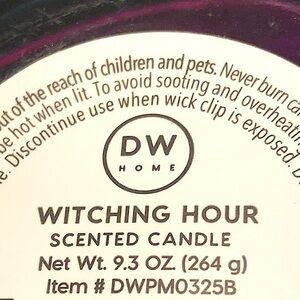 out of the reach of children and pets. Never burn
be hot when lit. To avoid sooting and overheating
Discontinue use when wick clip is exposed.
DW
HOME
WITCHING HOUR
SCENTED CANDLE
Net Wt. 9.3 OZ. (264 g)
Item # DWPM0325B